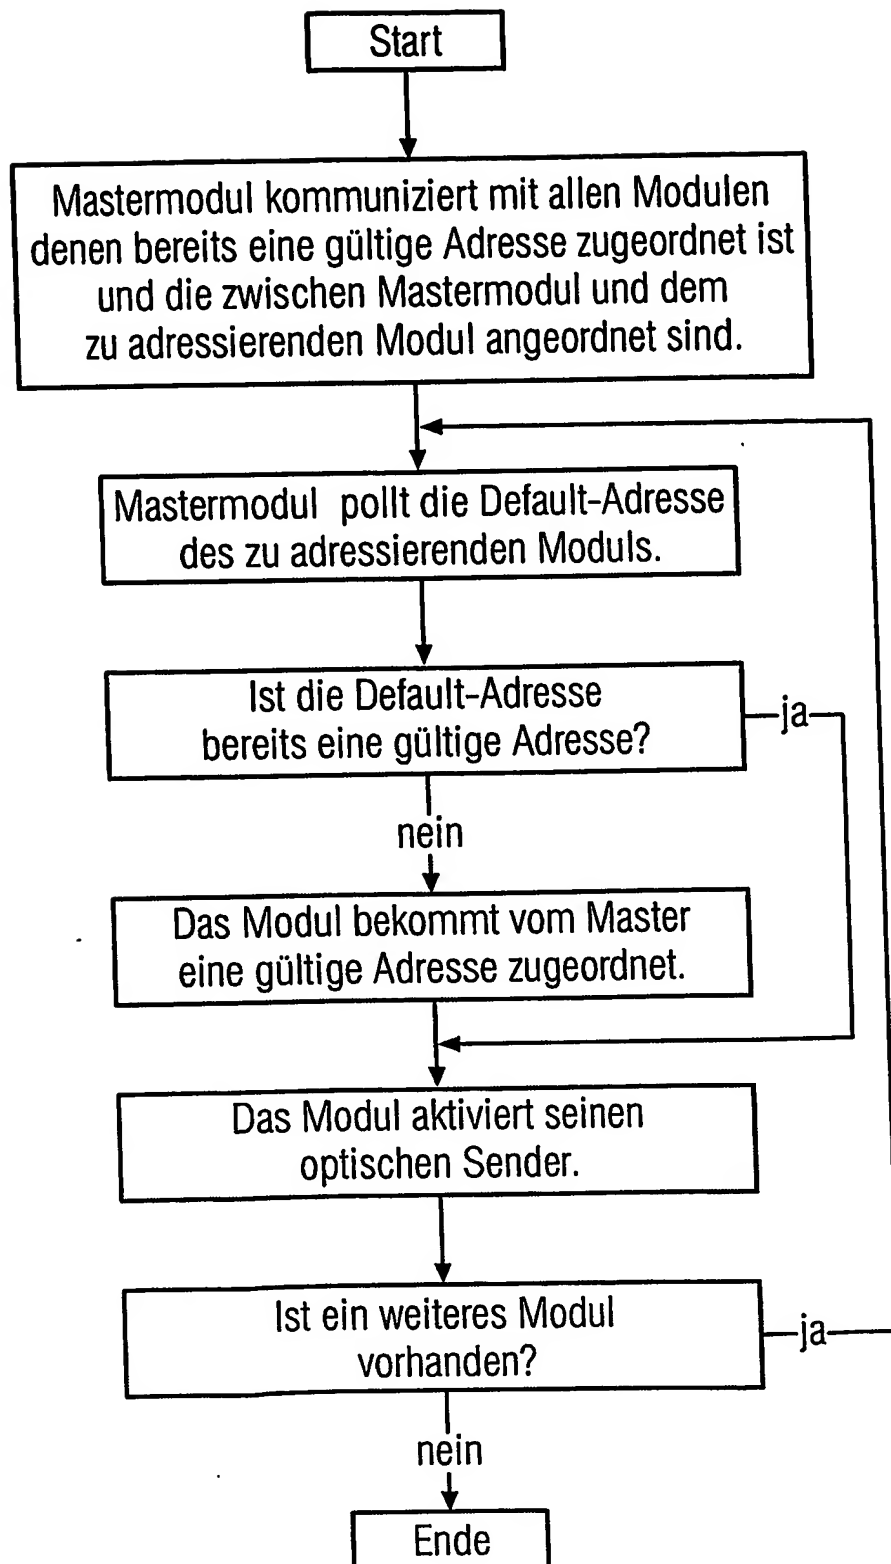 Start
Mastermodul kommuniziert mit allen Modulen
denen bereits eine gültige Adresse zugeordnet ist
und die zwischen Mastermodul und dem
zu adressierenden Modul angeordnet sind.
Mastermodul pollt die Default-Adresse
des zu adressierenden Moduls.
Ist die Default-Adresse
bereits eine gültige Adresse?
ja
nein
Das Modul bekommt vom Master
eine gültige Adresse zugeordnet.
Das Modul aktiviert seinen
optischen Sender.
Ist ein weiteres Modul
vorhanden?
ja
nein
Ende